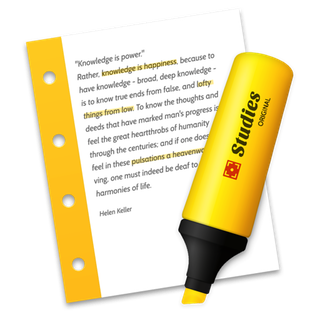 "Knowledge is power."
Rather, knowledge is happiness, because to
have knowledge - broad, deep knowledge -
is to know true ends from false, and lofty
things from low. To know the thoughts and
deeds that have marked man's progress is
feel the great heartthrobs of humanity
through the centuries; and if one does
feel in these pulsations a heavenw
ving, one must indeed be deaf to
harmonies of life.
Helen Keller
Studies
ORIGINAL